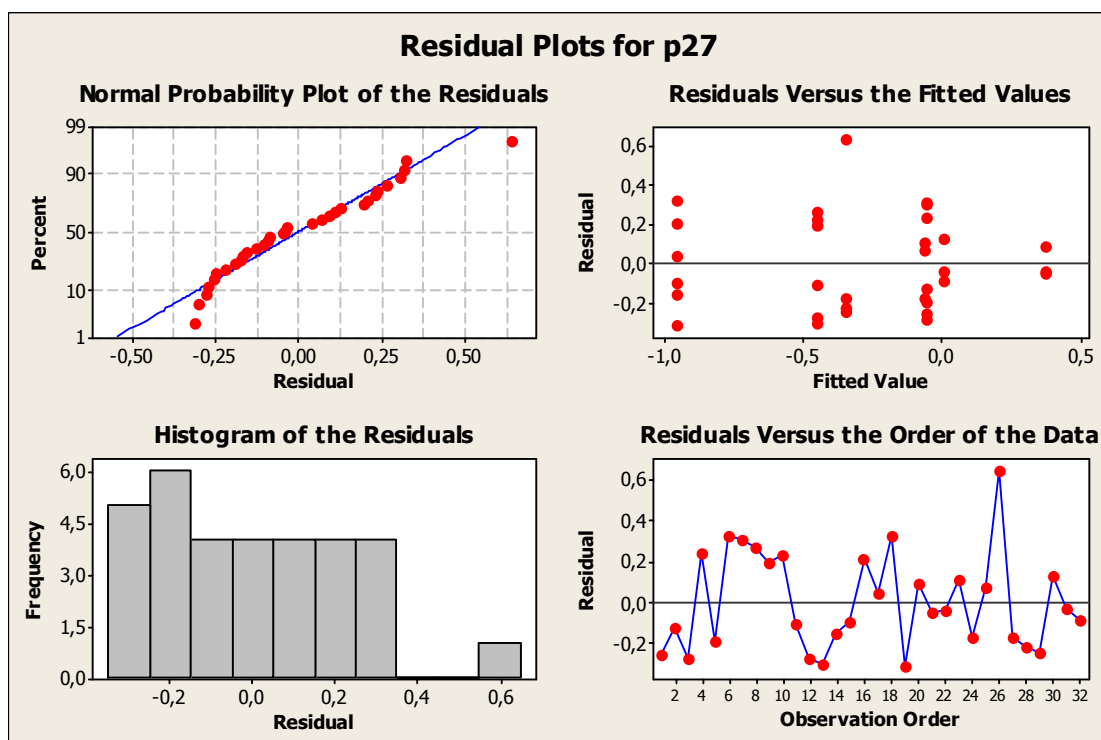 Residual Plots for p27
Normal Probability Plot of the Residuals
99
90
50
10
1
Percent
-0,50 -0,25 0,00 0,25 0,50
Residual
Residuals Versus the Fitted Values
0,6
0,4
0,2
0,0
-0,2
Residual
-1,0 -0,5 0,0 0,5
Fitted Value
Histogram of the Residuals
6,0
4,5
3,0
1,5
0,0
Frequency
-0,2 0,0 0,2 0,4 0,6
Residual
Residuals Versus the Order of the Data
0,6
0,4
0,2
0,0
-0,2
Residual
2 4 6 8 10 12 14 16 18 20 22 24 26 28 30 32
Observation Order